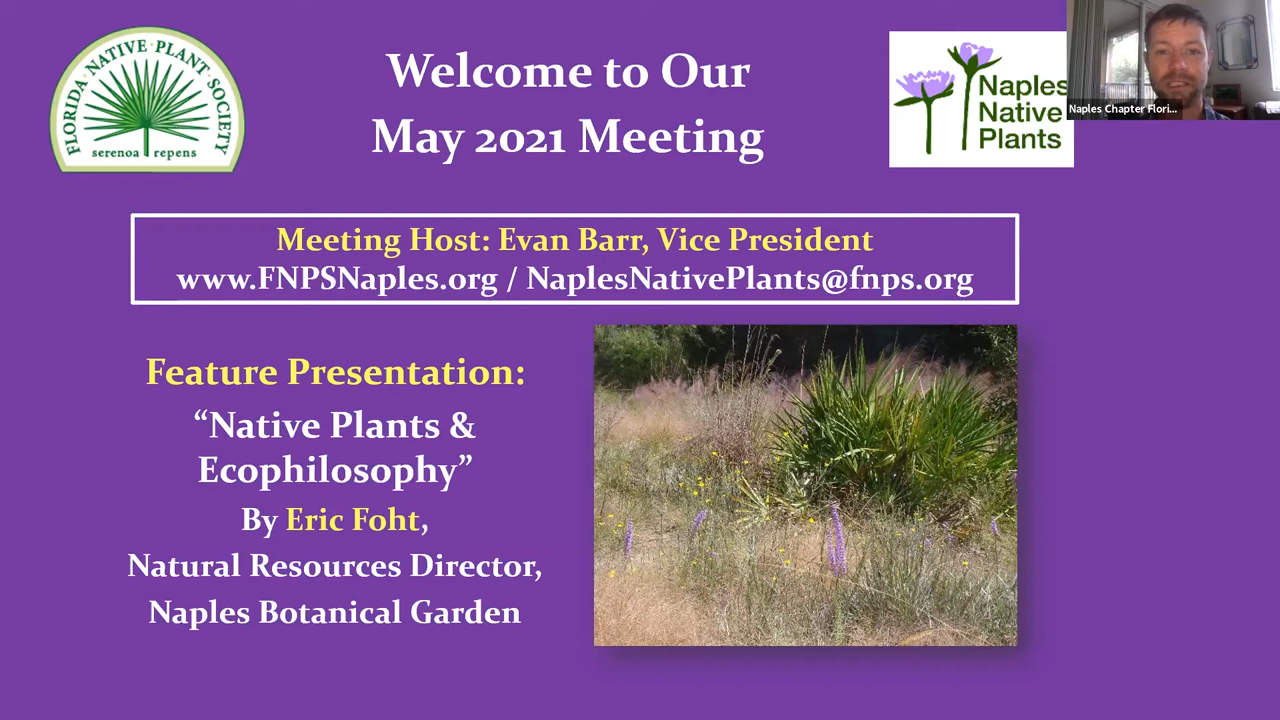 FLORIDA · NATIVE · PLANT · SOCIETY
serenoa repens
Welcome to Our
May 2021 Meeting
Naples
Native
Plants
Naples Chapter Flori...
Meeting Host: Evan Barr, Vice President
www.FNPSNaples.org / NaplesNativePlants@fnps.org
Feature Presentation:
“Native Plants &
Ecophilosophy”
By Eric Foht,
Natural Resources Director,
Naples Botanical Garden